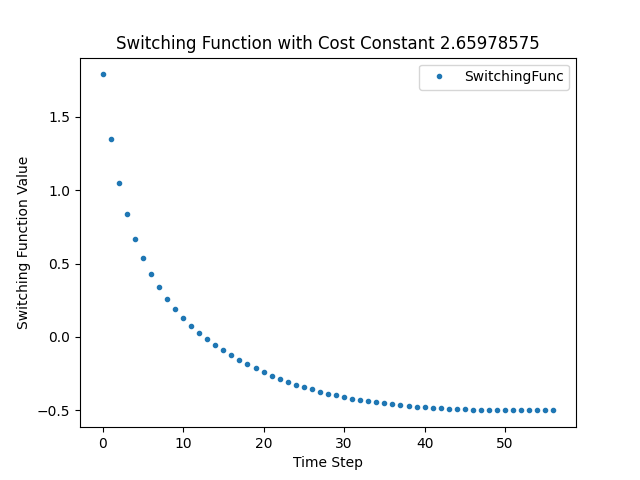 Switching Function with Cost Constant 2.65978575
SwitchingFunc
Switching Function Value
1.5
1.0
0.5
0.0
−0.5
0 10 20 30 40 50
Time Step